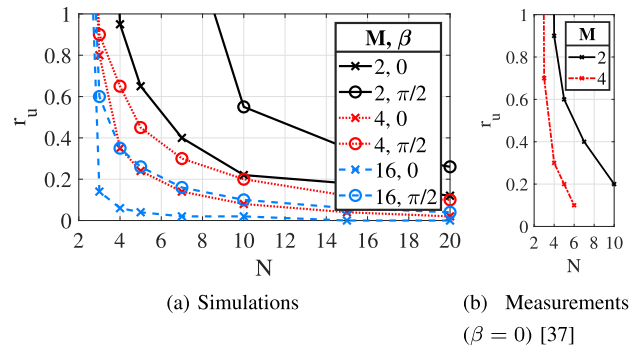 1
0.8
0.6
0.4
0.2
0
r_u
2 4 6 8 10 12 14 16 18 20
N
M, β
2, 0
2, π/2
4, 0
4, π/2
16, 0
16, π/2
(a) Simulations
1
0.8
0.6
0.4
0.2
0
r_u
2 4 6 10
N
M
2
4
(b) Measurements
(β = 0) [37]